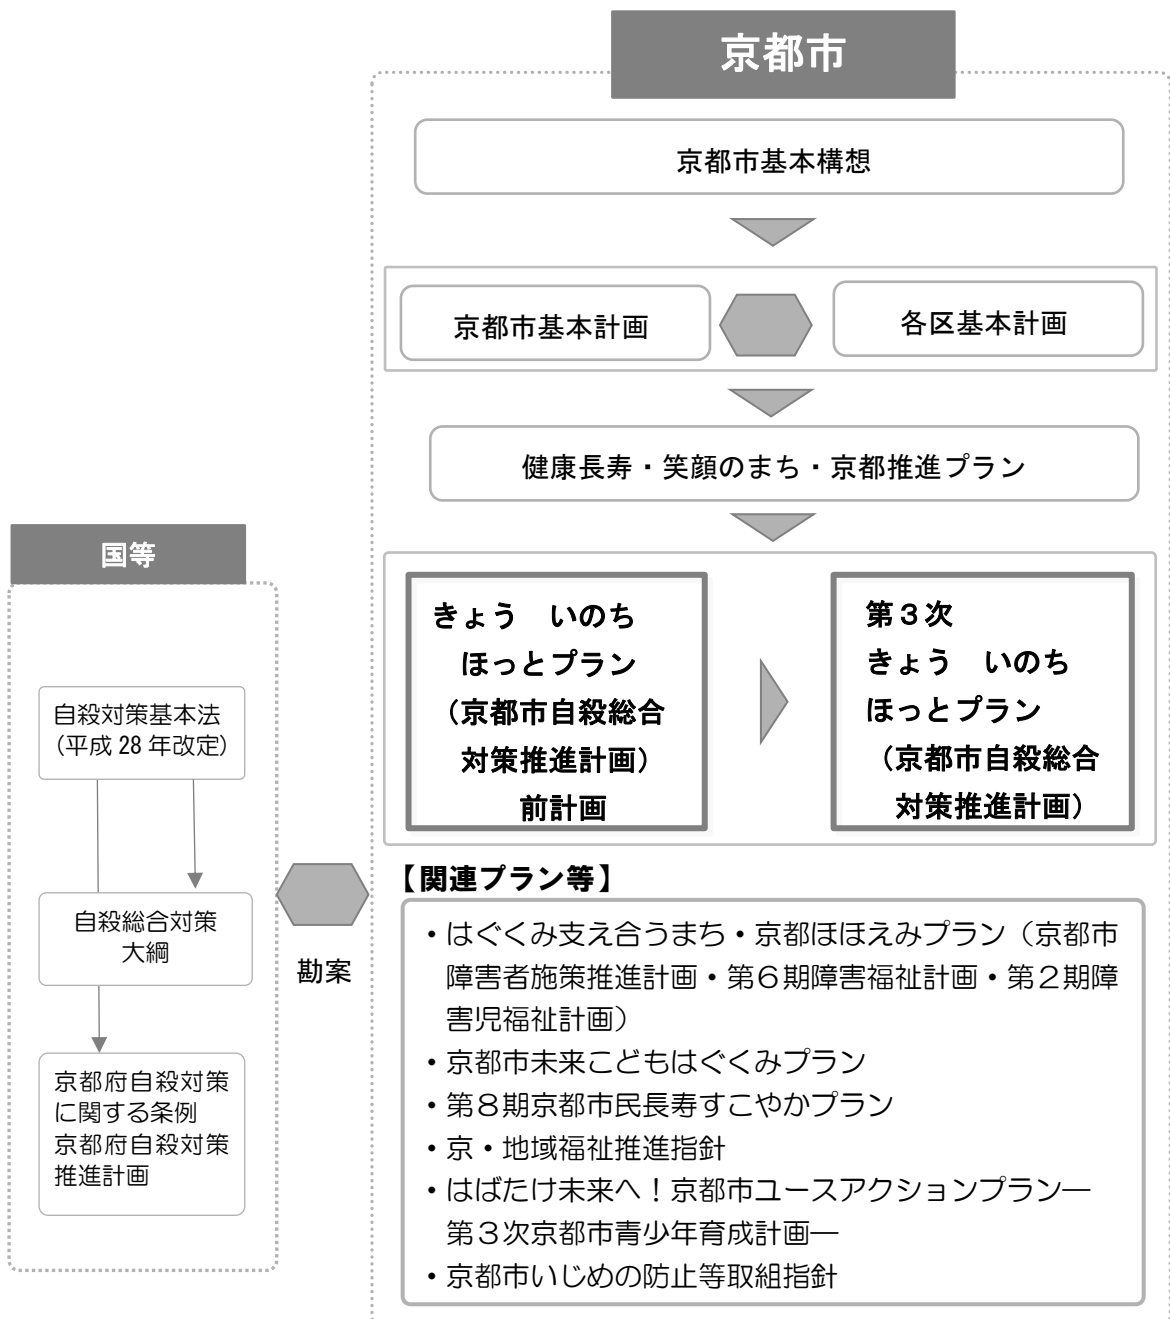 京都市
京都市基本構想
京都市基本計画
各区基本計画
健康長寿・笑顔のまち・京都推進プラン
きょう　いのち
ほっとプラン
（京都市自殺総合
対策推進計画）
前計画
第３次
きょう　いのち
ほっとプラン
（京都市自殺総合
対策推進計画）
国等
自殺対策基本法
（平成 28 年改定）
自殺総合対策
大綱
京都府自殺対策
に関する条例
京都府自殺対策
推進計画
勘案
【関連プラン等】
・はぐくみ支え合うまち・京都ほほえみプラン（京都市
障害者施策推進計画・第６期障害福祉計画・第２期障
害児福祉計画）
・京都市未来こどもはぐくみプラン
・第８期京都市民長寿すこやかプラン
・京・地域福祉推進指針
・はばたけ未来へ！京都市ユースアクションプラン―
第３次京都市青少年育成計画―
・京都市いじめの防止等取組指針